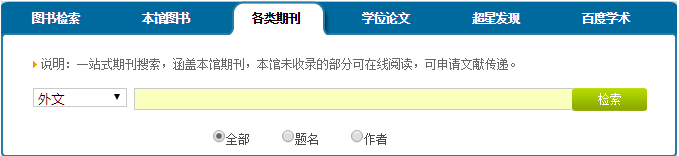 图书检索 本馆图书 各类期刊 学位论文 超星发现 百度学术
说明：一站式期刊搜索，涵盖本馆期刊，本馆未收录的部分可在线阅读，可申请文献传递。
外文 检索
全部 题名 作者